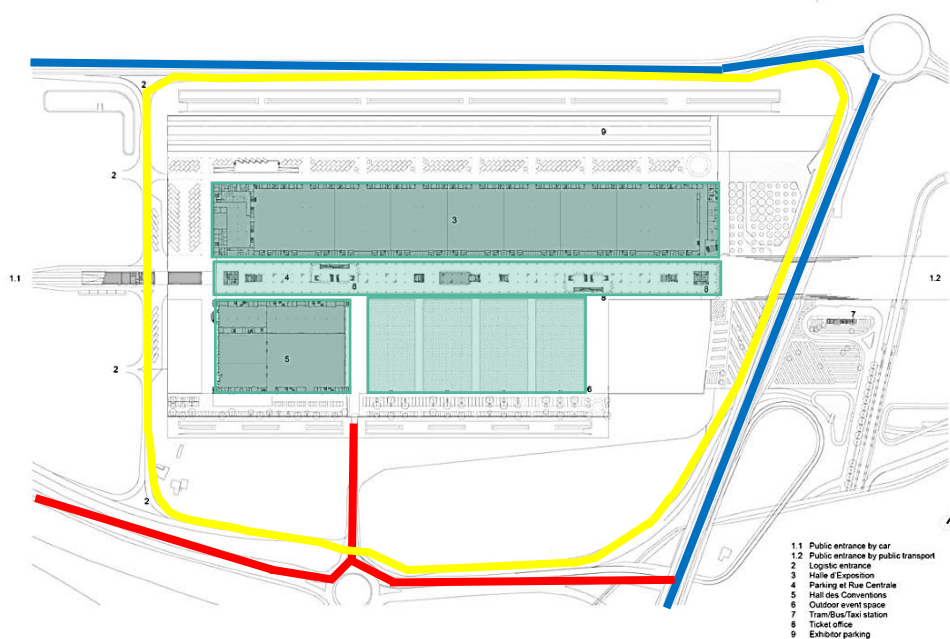 2
9
2
3
1.1
4
8
8
8
1.2
7
5
2
6
2
1.1 Public entrance by car
1.2 Public entrance by public transport
2 Logistic entrance
3 Halle d'Exposition
4 Parking et Rue Centrale
5 Hall des Conventions
6 Outdoor event space
7 Tram/Bus/Taxi station
8 Ticket office
9 Exhibitor parking